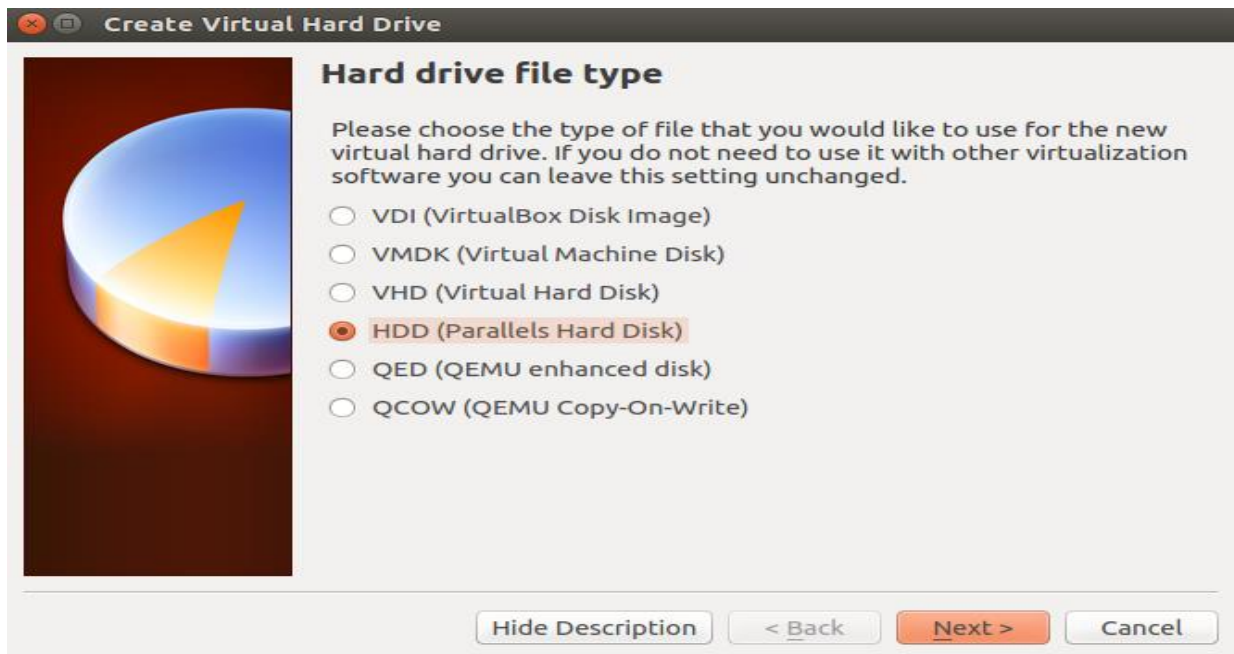 Create Virtual Hard Drive
Hard drive file type
Please choose the type of file that you would like to use for the new
virtual hard drive. If you do not need to use it with other virtualization
software you can leave this setting unchanged.
VDI (VirtualBox Disk Image)
VMDK (Virtual Machine Disk)
VHD (Virtual Hard Disk)
HDD (Parallels Hard Disk)
QED (QEMU enhanced disk)
QCOW (QEMU Copy-On-Write)
Hide Description < Back Next > Cancel